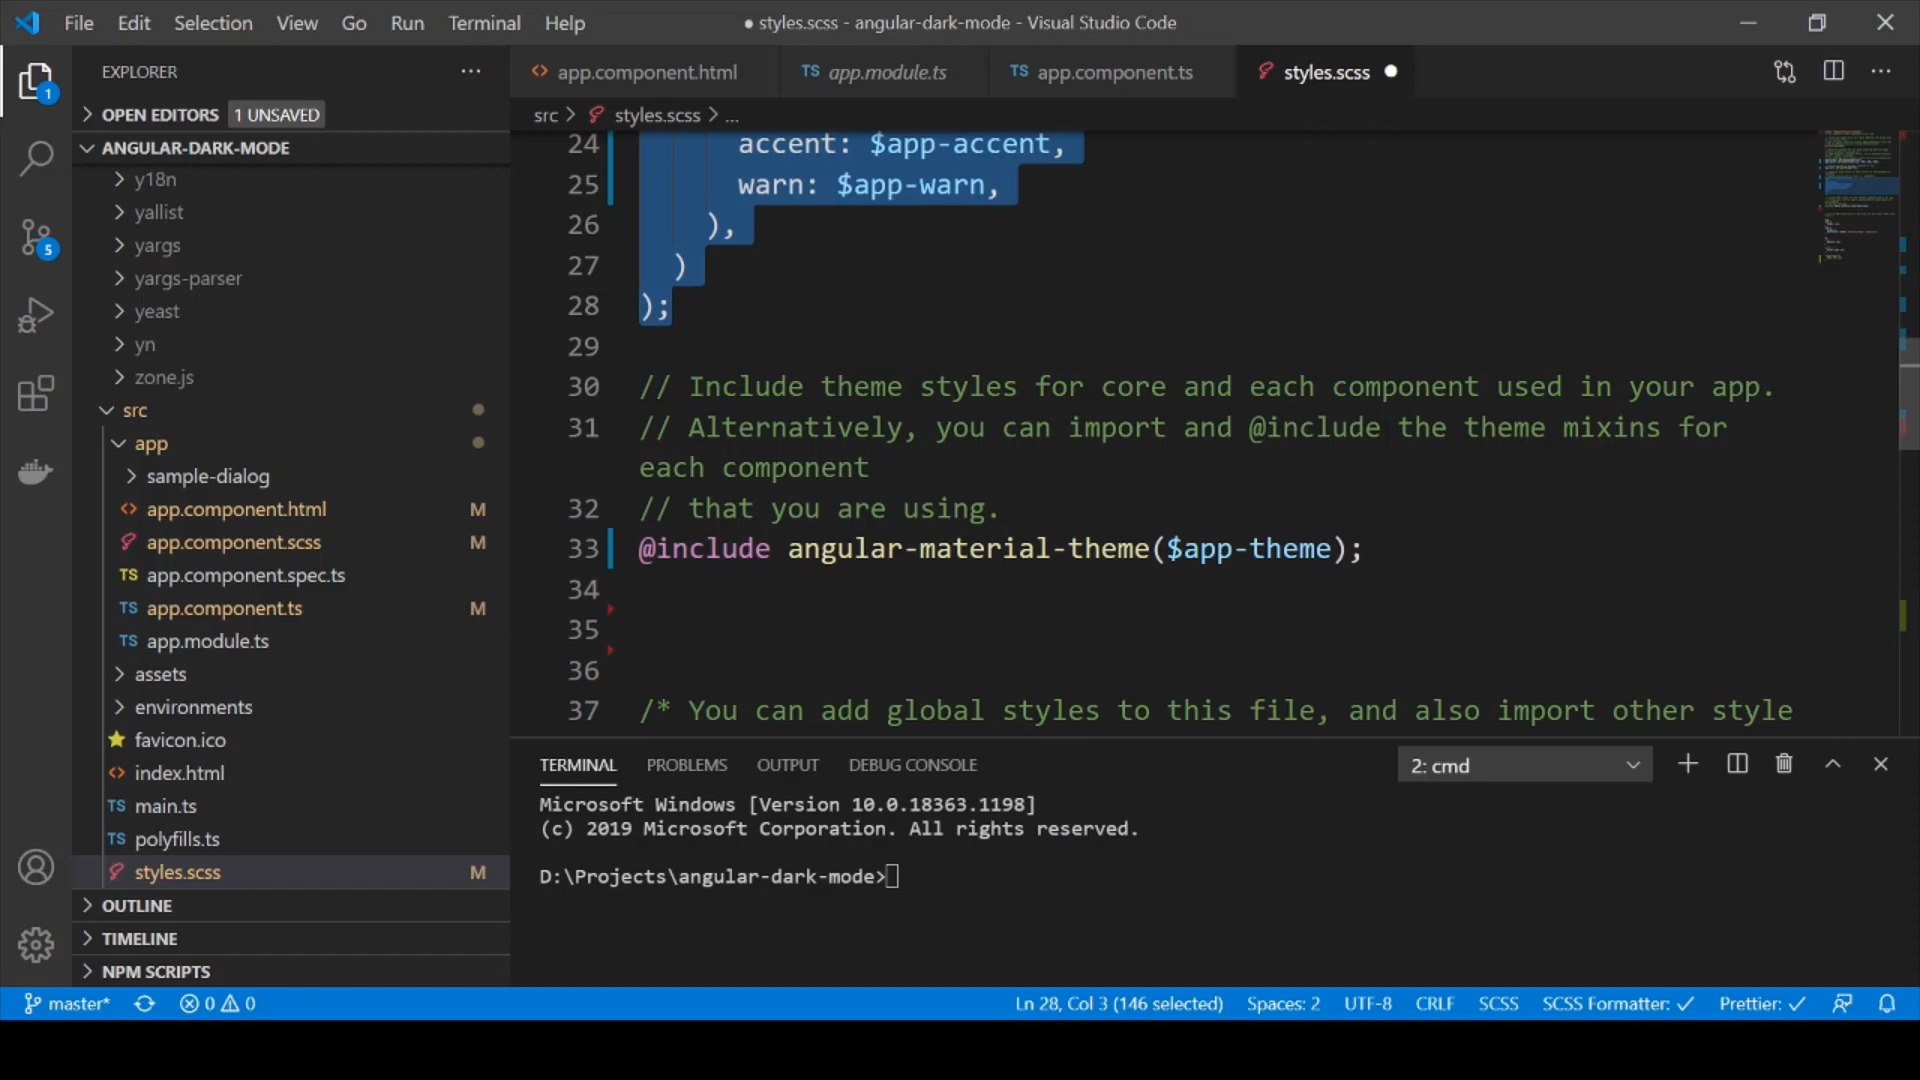 File Edit Selection View Go Run Terminal Help
● styles.scss - angular-dark-mode - Visual Studio Code
EXPLORER
OPEN EDITORS 1 UNSAVED
ANGULAR-DARK-MODE
y18n
yallist
yargs
yargs-parser
yeast
yn
zone.js
src
app
sample-dialog
app.component.html M
app.component.scss M
TS app.component.spec.ts
TS app.component.ts M
TS app.module.ts
assets
environments
favicon.ico
index.html
TS main.ts
TS polyfills.ts
styles.scss M
OUTLINE
TIMELINE
NPM SCRIPTS
1
5
app.component.html TS app.module.ts TS app.component.ts styles.scss
src > styles.scss > ...
24 accent: $app-accent,
25 warn: $app-warn,
26 ),
27 )
28 );
29
30 // Include theme styles for core and each component used in your app.
31 // Alternatively, you can import and @include the theme mixins for
each component
32 // that you are using.
33 @include angular-material-theme($app-theme);
34
35
36
37 /* You can add global styles to this file, and also import other style
TERMINAL PROBLEMS OUTPUT DEBUG CONSOLE 2: cmd
Microsoft Windows [Version 10.0.18363.1198]
(c) 2019 Microsoft Corporation. All rights reserved.
D:\Projects\angular-dark-mode>
master* 0 0 Ln 28, Col 3 (146 selected) Spaces: 2 UTF-8 CRLF SCSS SCSS Formatter: ✓ Prettier: ✓